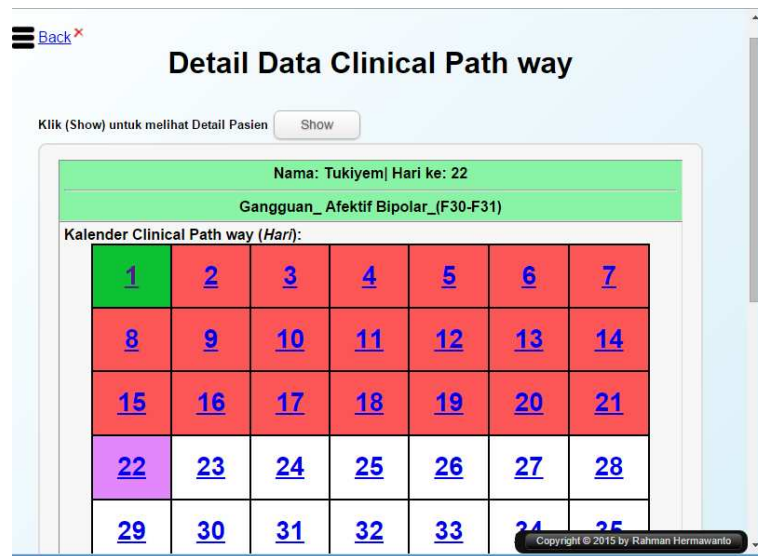 Back
Detail Data Clinical Path way
Klik (Show) untuk melihat Detail Pasien Show
Nama: Tukiyem| Hari ke: 22
Gangguan_ Afektif Bipolar_(F30-F31)
Kalender Clinical Path way (Hari):
1 2 3 4 5 6 7
8 9 10 11 12 13 14
15 16 17 18 19 20 21
22 23 24 25 26 27 28
29 30 31 32 33 34 35
Copyright © 2015 by Rahman Hermawanto